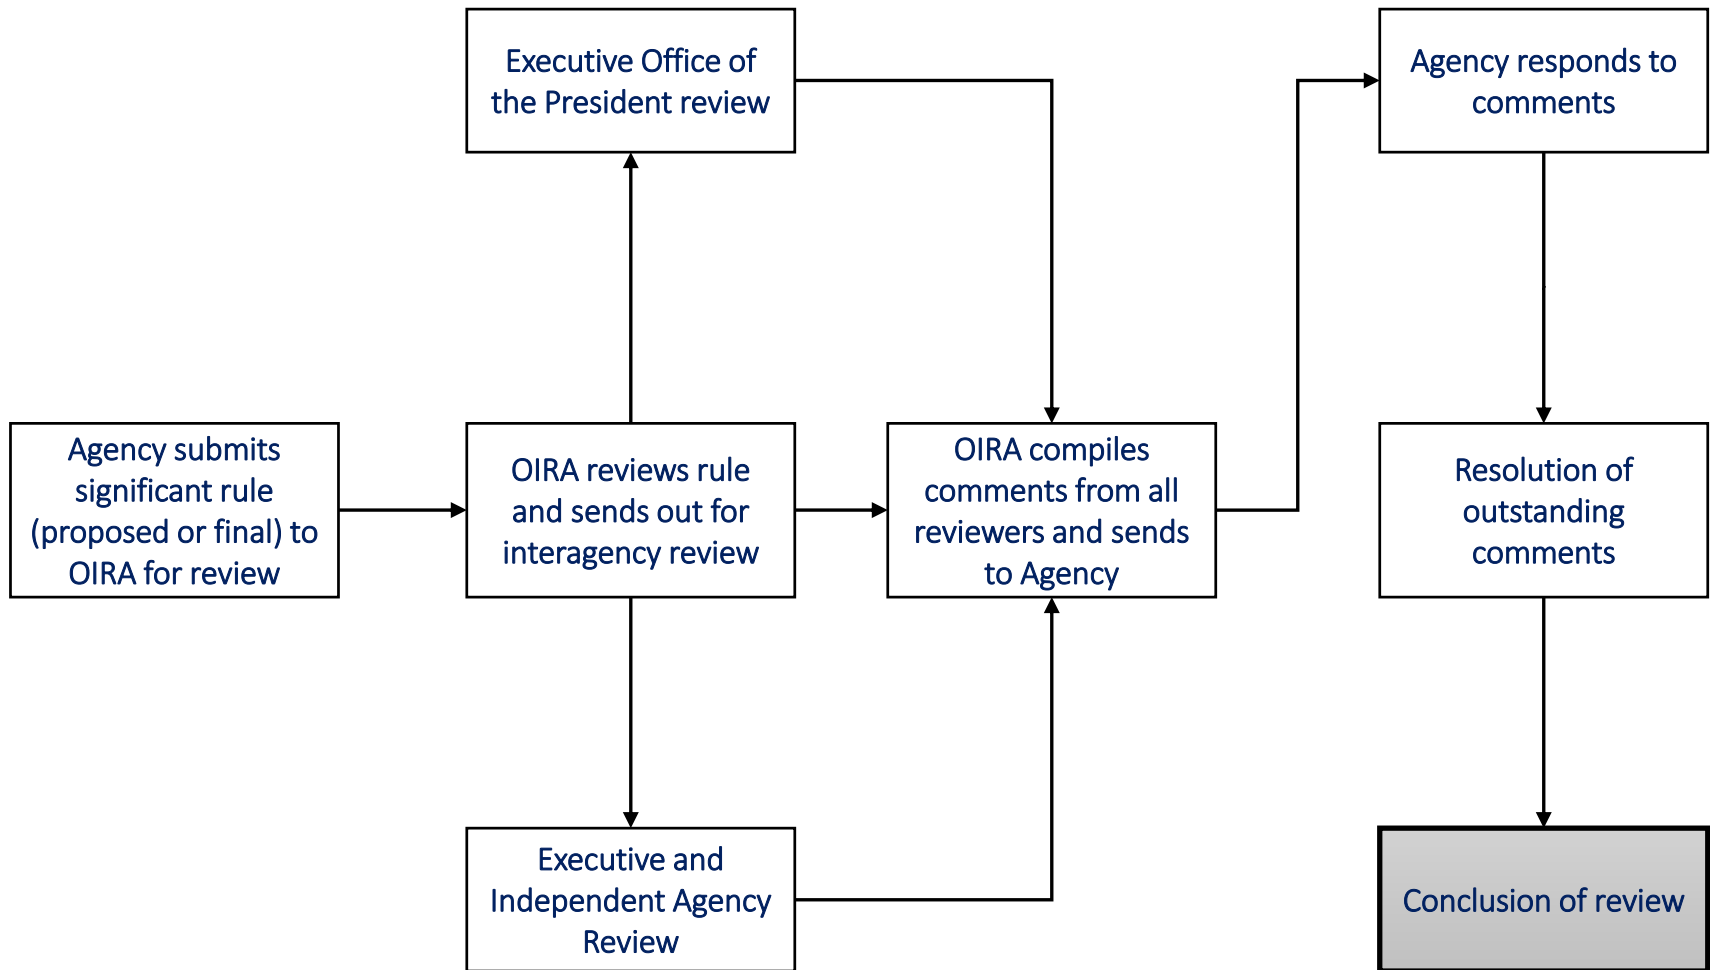 Executive Office of
the President review
Agency responds to
comments
Agency submits
significant rule
(proposed or final) to
OIRA for review
OIRA reviews rule
and sends out for
interagency review
OIRA compiles
comments from all
reviewers and sends
to Agency
Resolution of
outstanding
comments
Executive and
Independent Agency
Review
Conclusion of review